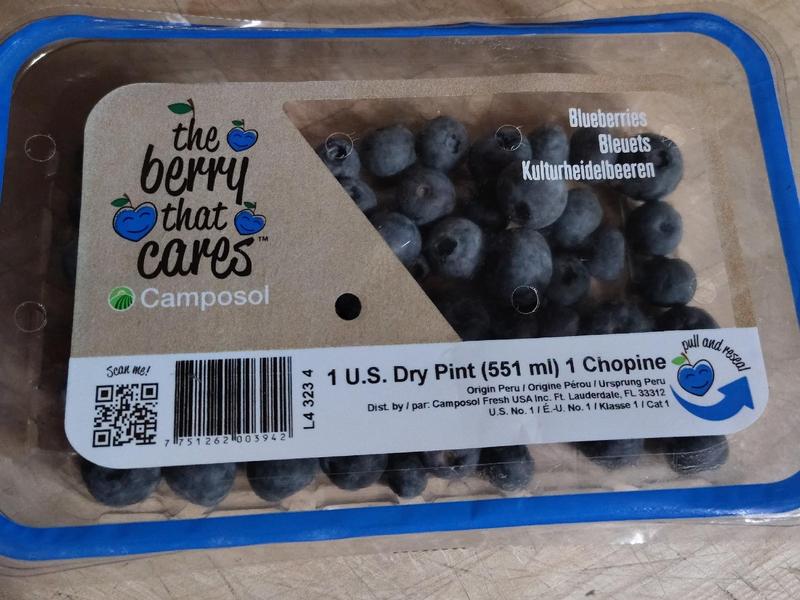 the
berry
that
cares™
Camposol
Blueberries
Bleuets
Kulturheidelbeeren
Scan me!
7 751262 003942
L4 323 4
1 U.S. Dry Pint (551 ml) 1 Chopine
Origin Peru / Origine Pérou / Ursprung Peru
Dist. by / par: Camposol Fresh USA Inc. Ft. Lauderdale, FL 33312
U.S. No. 1 / É.-U. No. 1 / Klasse 1 / Cat 1
pull and reseal